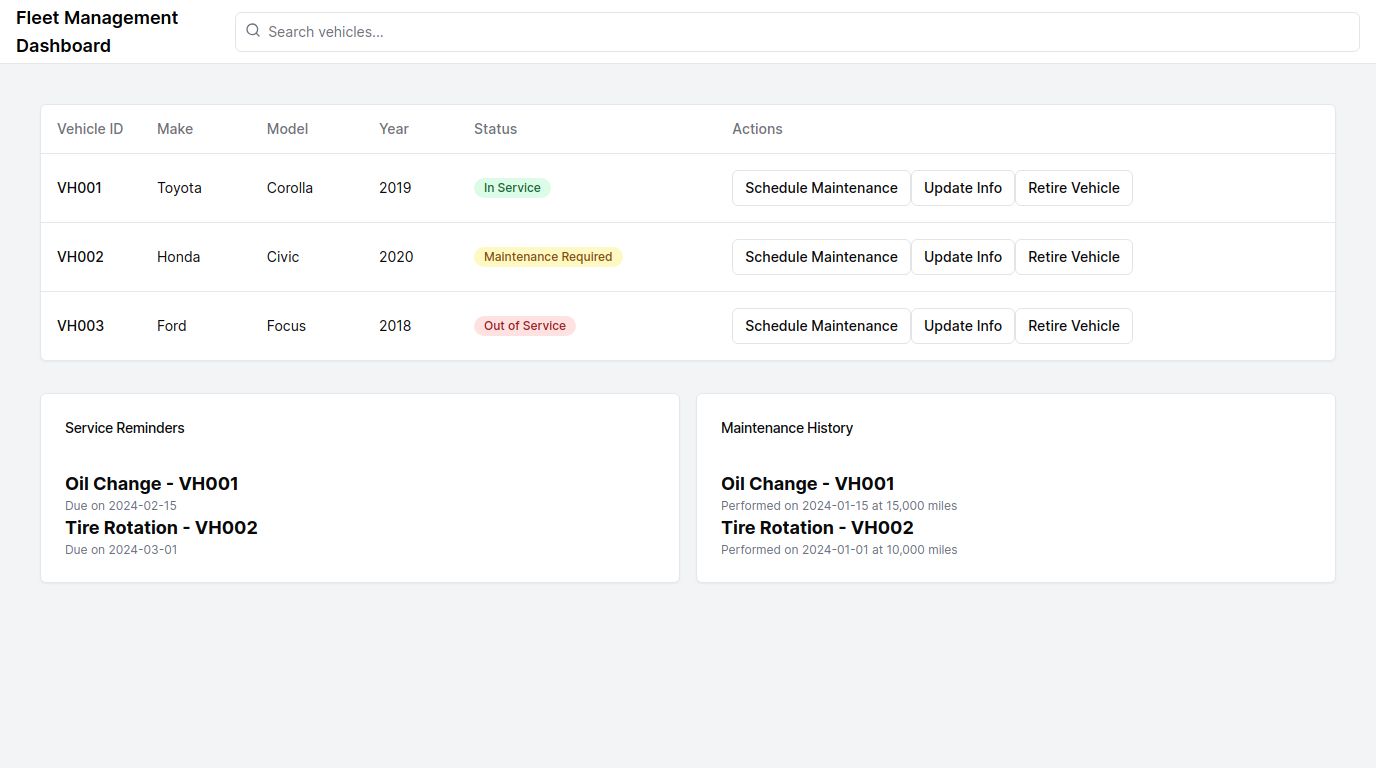 Fleet Management
Dashboard
Search vehicles...
Vehicle ID Make Model Year Status Actions
VH001 Toyota Corolla 2019 In Service Schedule Maintenance Update Info Retire Vehicle
VH002 Honda Civic 2020 Maintenance Required Schedule Maintenance Update Info Retire Vehicle
VH003 Ford Focus 2018 Out of Service Schedule Maintenance Update Info Retire Vehicle
Service Reminders
Oil Change - VH001
Due on 2024-02-15
Tire Rotation - VH002
Due on 2024-03-01
Maintenance History
Oil Change - VH001
Performed on 2024-01-15 at 15,000 miles
Tire Rotation - VH002
Performed on 2024-01-01 at 10,000 miles